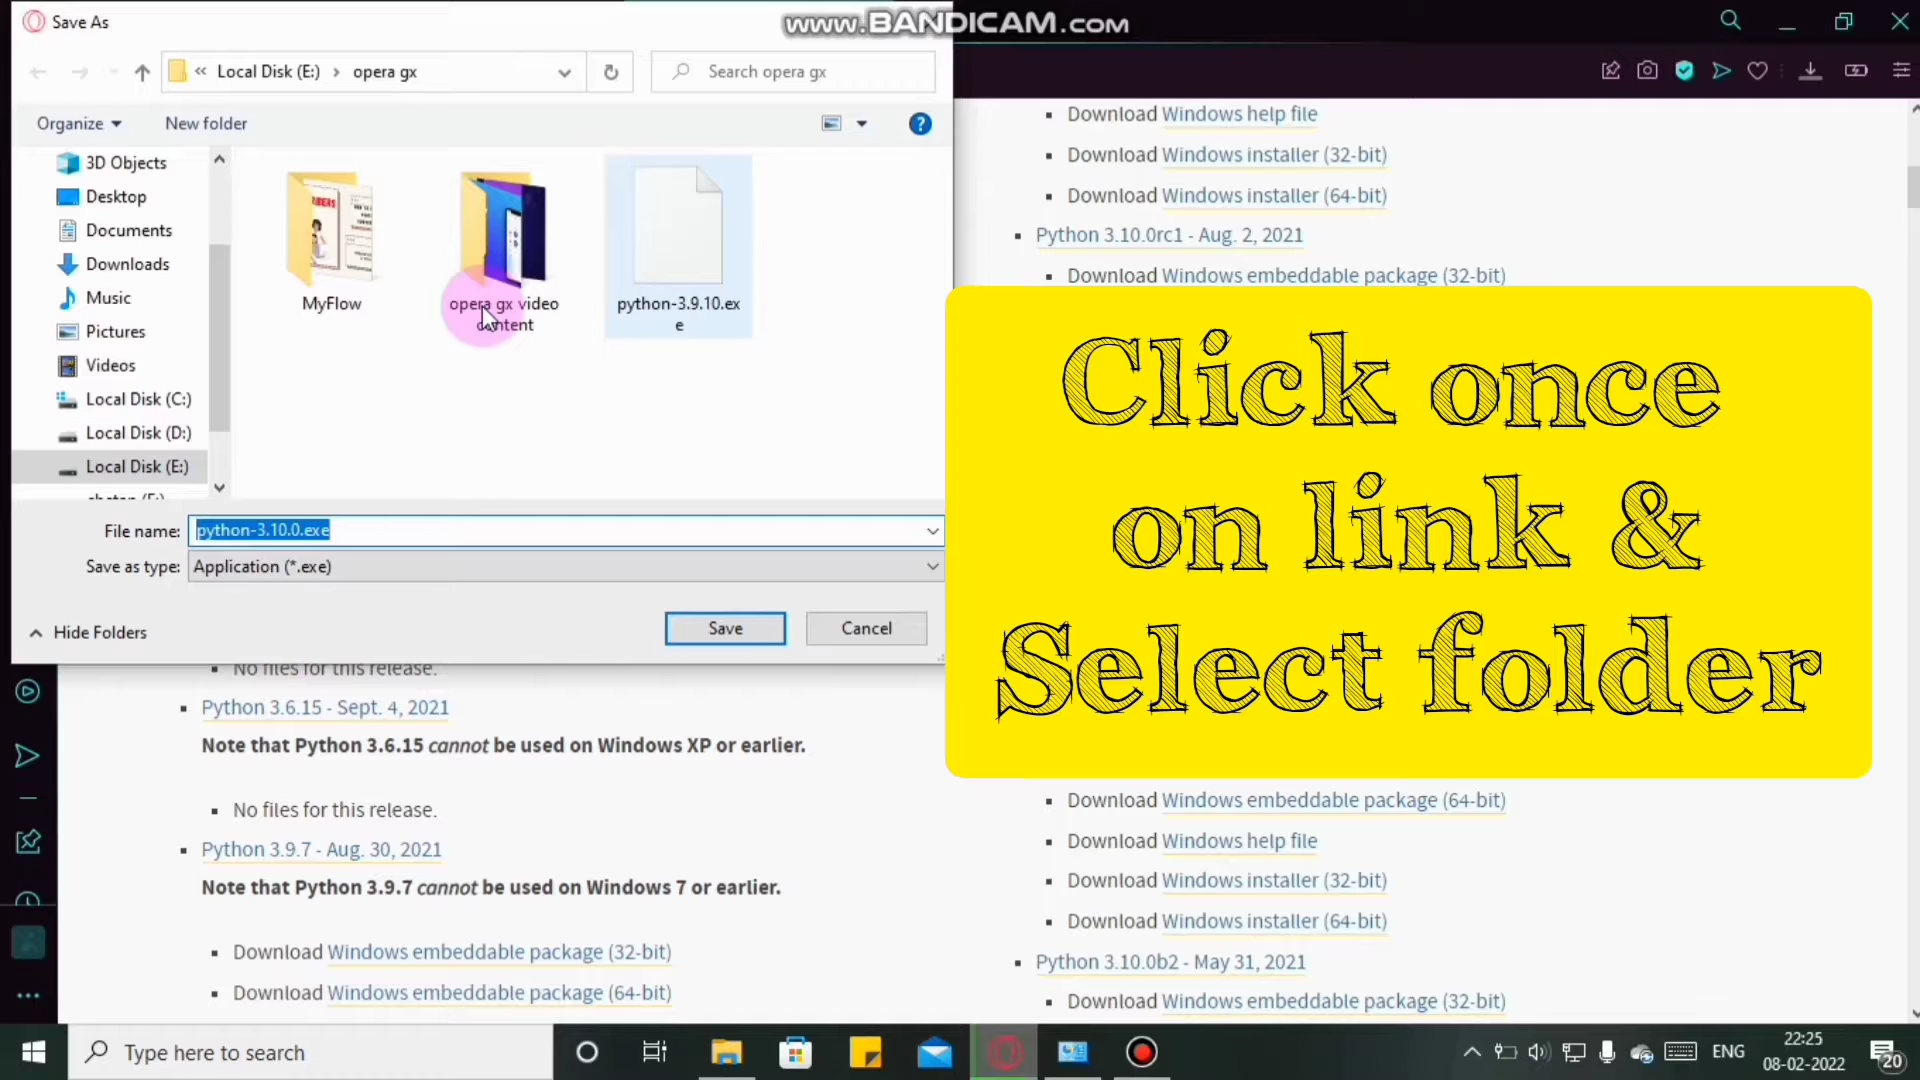 Save As
www.BANDICAM.com
« Local Disk (E:) › opera gx
Search opera gx
Organize
New folder
3D Objects
Desktop
Documents
Downloads
Music
Pictures
Videos
Local Disk (C:)
Local Disk (D:)
Local Disk (E:)
MyFlow
opera gx video
content
python-3.9.10.ex
e
File name: python-3.10.0.exe
Save as type: Application (*.exe)
Hide Folders
Save
Cancel
No files for this release.
Python 3.6.15 - Sept. 4, 2021
Note that Python 3.6.15 cannot be used on Windows XP or earlier.
No files for this release.
Python 3.9.7 - Aug. 30, 2021
Note that Python 3.9.7 cannot be used on Windows 7 or earlier.
Download Windows embeddable package (32-bit)
Download Windows embeddable package (64-bit)
Download Windows help file
Download Windows installer (32-bit)
Download Windows installer (64-bit)
Python 3.10.0rc1 - Aug. 2, 2021
Download Windows embeddable package (32-bit)
Click once
on link &
Select folder
Download Windows embeddable package (64-bit)
Download Windows help file
Download Windows installer (32-bit)
Download Windows installer (64-bit)
Python 3.10.0b2 - May 31, 2021
Download Windows embeddable package (32-bit)
Type here to search
ENG
22:25
08-02-2022
20